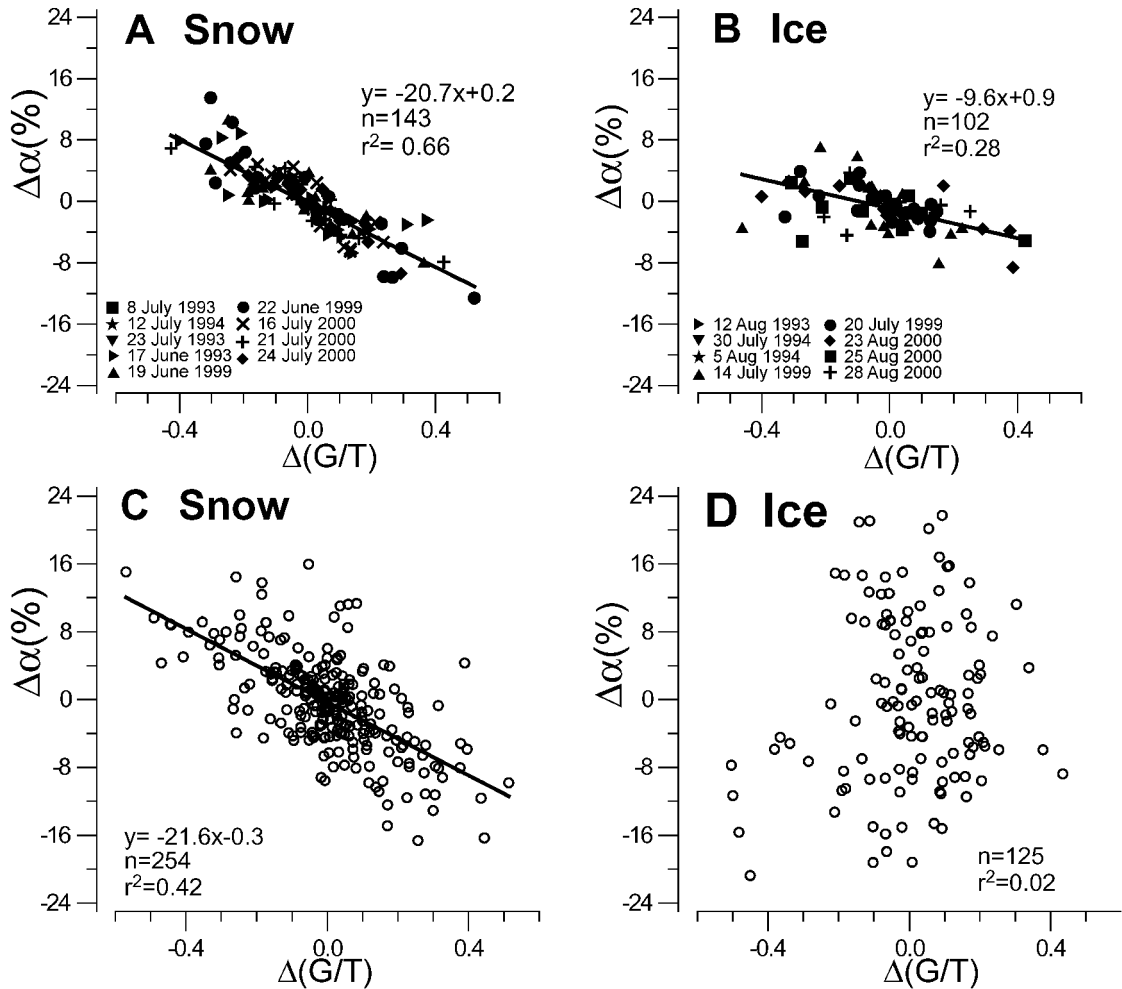 A Snow
24
16
8
0
-8
-16
-24
Δα(%)
y= -20.7x+0.2
n=143
r²= 0.66
8 July 1993
12 July 1994
23 July 1993
17 June 1993
19 June 1999
22 June 1999
16 July 2000
21 July 2000
24 July 2000
-0.4 0.0 0.4
Δ(G/T)
B Ice
24
16
8
0
-8
-16
-24
Δα(%)
y= -9.6x+0.9
n=102
r²=0.28
12 Aug 1993
30 July 1994
5 Aug 1994
14 July 1999
20 July 1999
23 Aug 2000
25 Aug 2000
28 Aug 2000
-0.4 0.0 0.4
Δ(G/T)
C Snow
24
16
8
0
-8
-16
-24
Δα(%)
y= -21.6x-0.3
n=254
r²=0.42
-0.4 0.0 0.4
Δ(G/T)
D Ice
24
16
8
0
-8
-16
-24
Δα(%)
n=125
r²=0.02
-0.4 0.0 0.4
Δ(G/T)